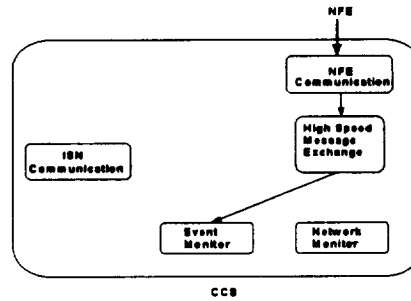 NFE
NFE
Communication
High Speed
Message
Exchange
ISN
Communication
Event
Monitor
Network
Monitor
CCS